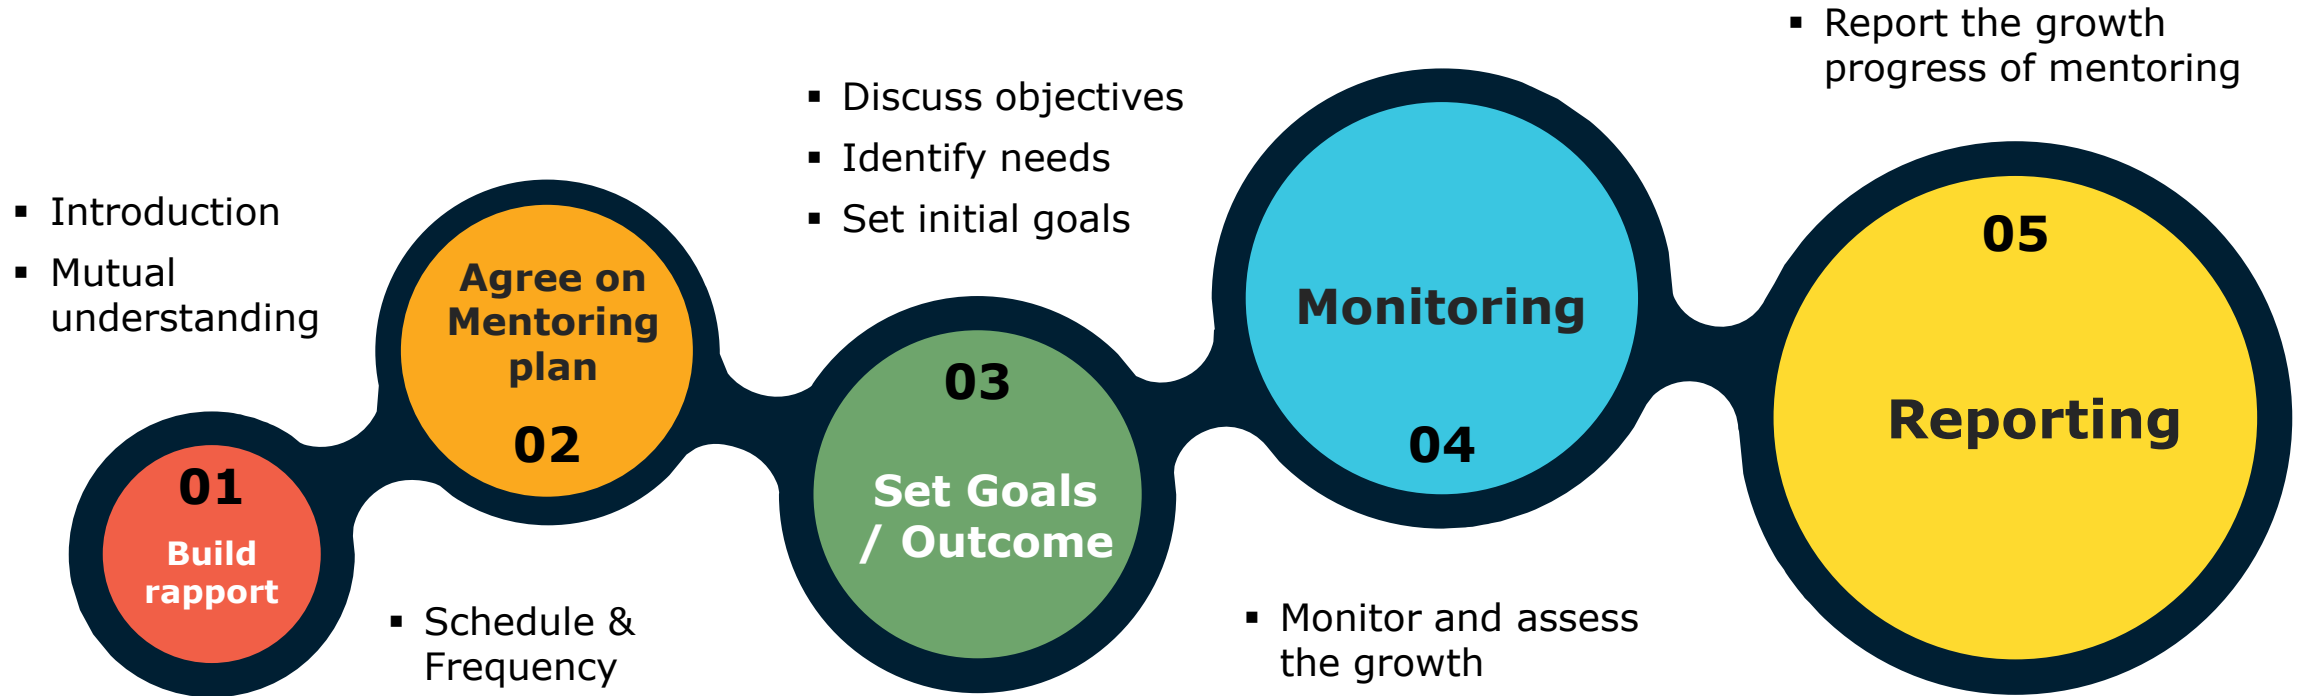 ▪ Introduction
▪ Mutual
understanding
01
Build
rapport
Agree on
Mentoring
plan
02
▪ Schedule &
Frequency
▪ Discuss objectives
▪ Identify needs
▪ Set initial goals
03
Set Goals
/ Outcome
Monitoring
04
▪ Monitor and assess
the growth
▪ Report the growth
progress of mentoring
05
Reporting